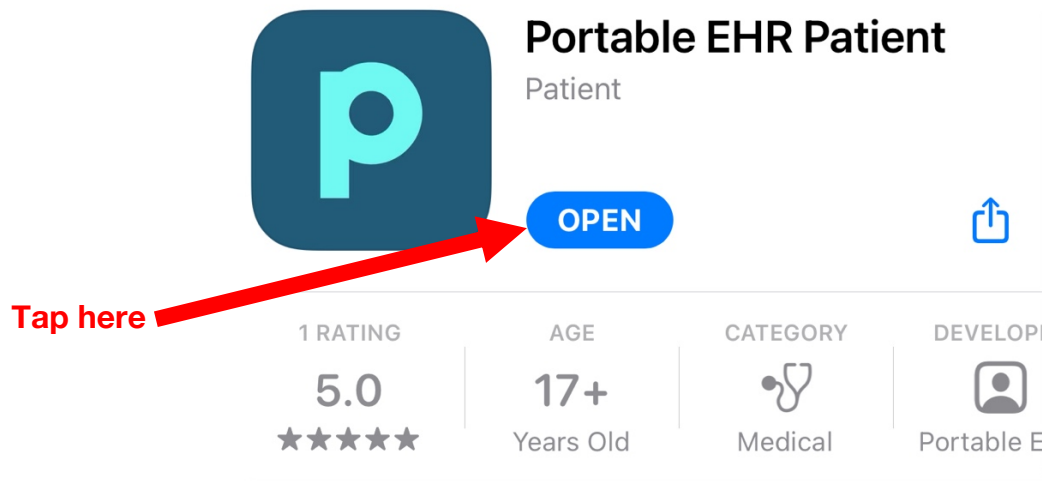 Portable EHR Patient
Patient
OPEN
Tap here
1 RATING
AGE
CATEGORY
DEVELOP
5.0
17+
Years Old
Medical
Portable E